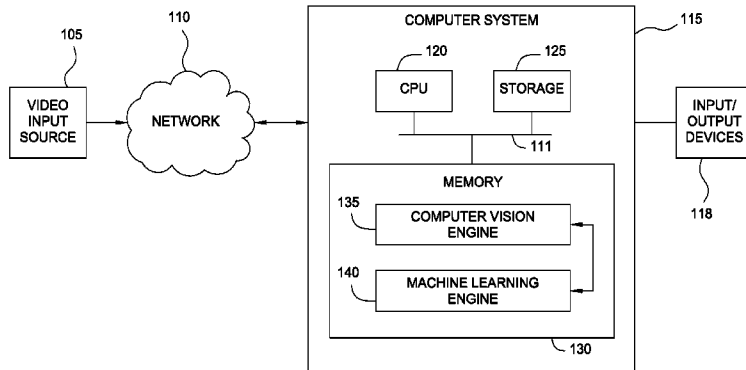 COMPUTER SYSTEM
105
110
115
120
125
VIDEO
INPUT
SOURCE
NETWORK
CPU
STORAGE
INPUT/
OUTPUT
DEVICES
111
118
MEMORY
135
COMPUTER VISION
ENGINE
140
MACHINE LEARNING
ENGINE
130